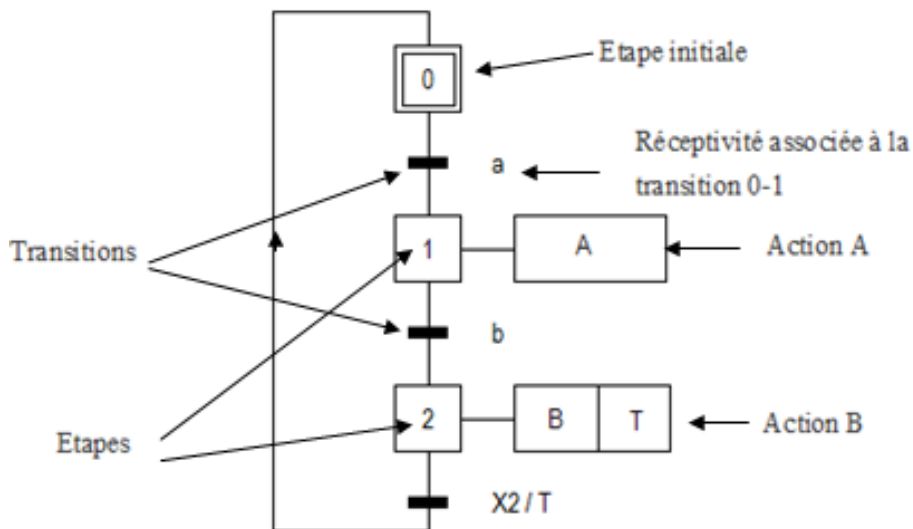 Etape initiale
0
a
Réceptivité associée à la
transition 0-1
Transitions
1
A
Action A
b
Etapes
2
B
T
Action B
X2 / T